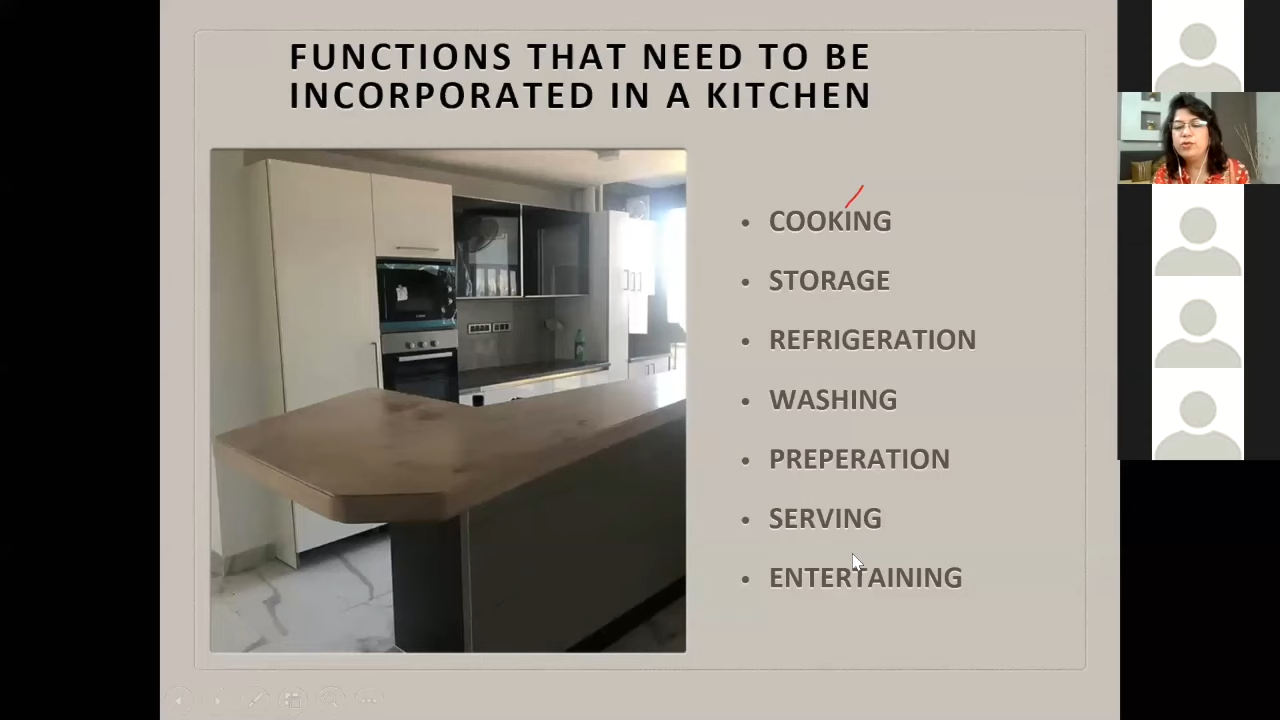 FUNCTIONS THAT NEED TO BE
INCORPORATED IN A KITCHEN
• COOKING
• STORAGE
• REFRIGERATION
• WASHING
• PREPERATION
• SERVING
• ENTERTAINING